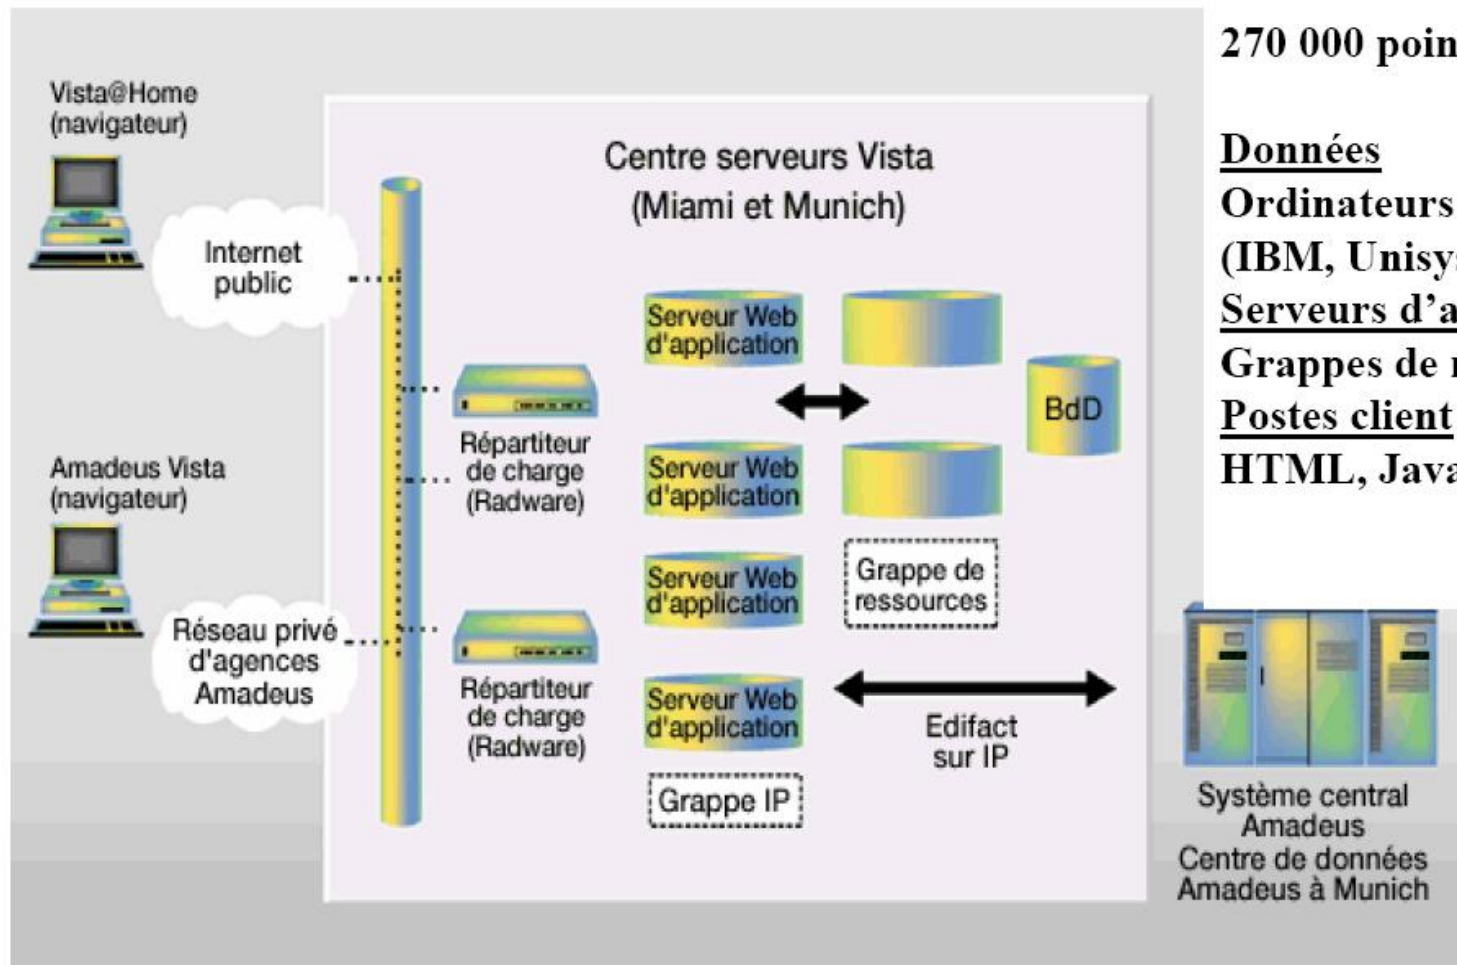 Vista@Home
(navigateur)
Internet
public
Amadeus Vista
(navigateur)
Réseau privé
d'agences
Amadeus
Centre serveurs Vista
(Miami et Munich)
Répartiteur
de charge
(Radware)
Répartiteur
de charge
(Radware)
Serveur Web
d'application
Serveur Web
d'application
Serveur Web
d'application
Serveur Web
d'application
Grappe IP
Grappe de
ressources
BdD
Edifact
sur IP
Système central
Amadeus
Centre de données
Amadeus à Munich
270 000
Données
Ordinateurs
(IBM,
Serveurs
Grappes de
Postes client
HTML,